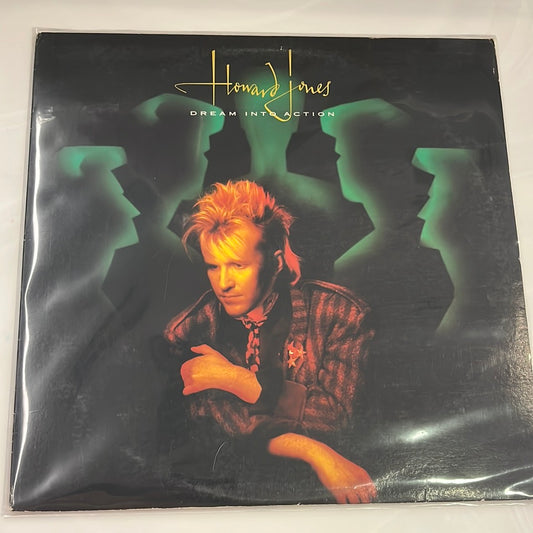 Howard Jones
DREAM INTO ACTION